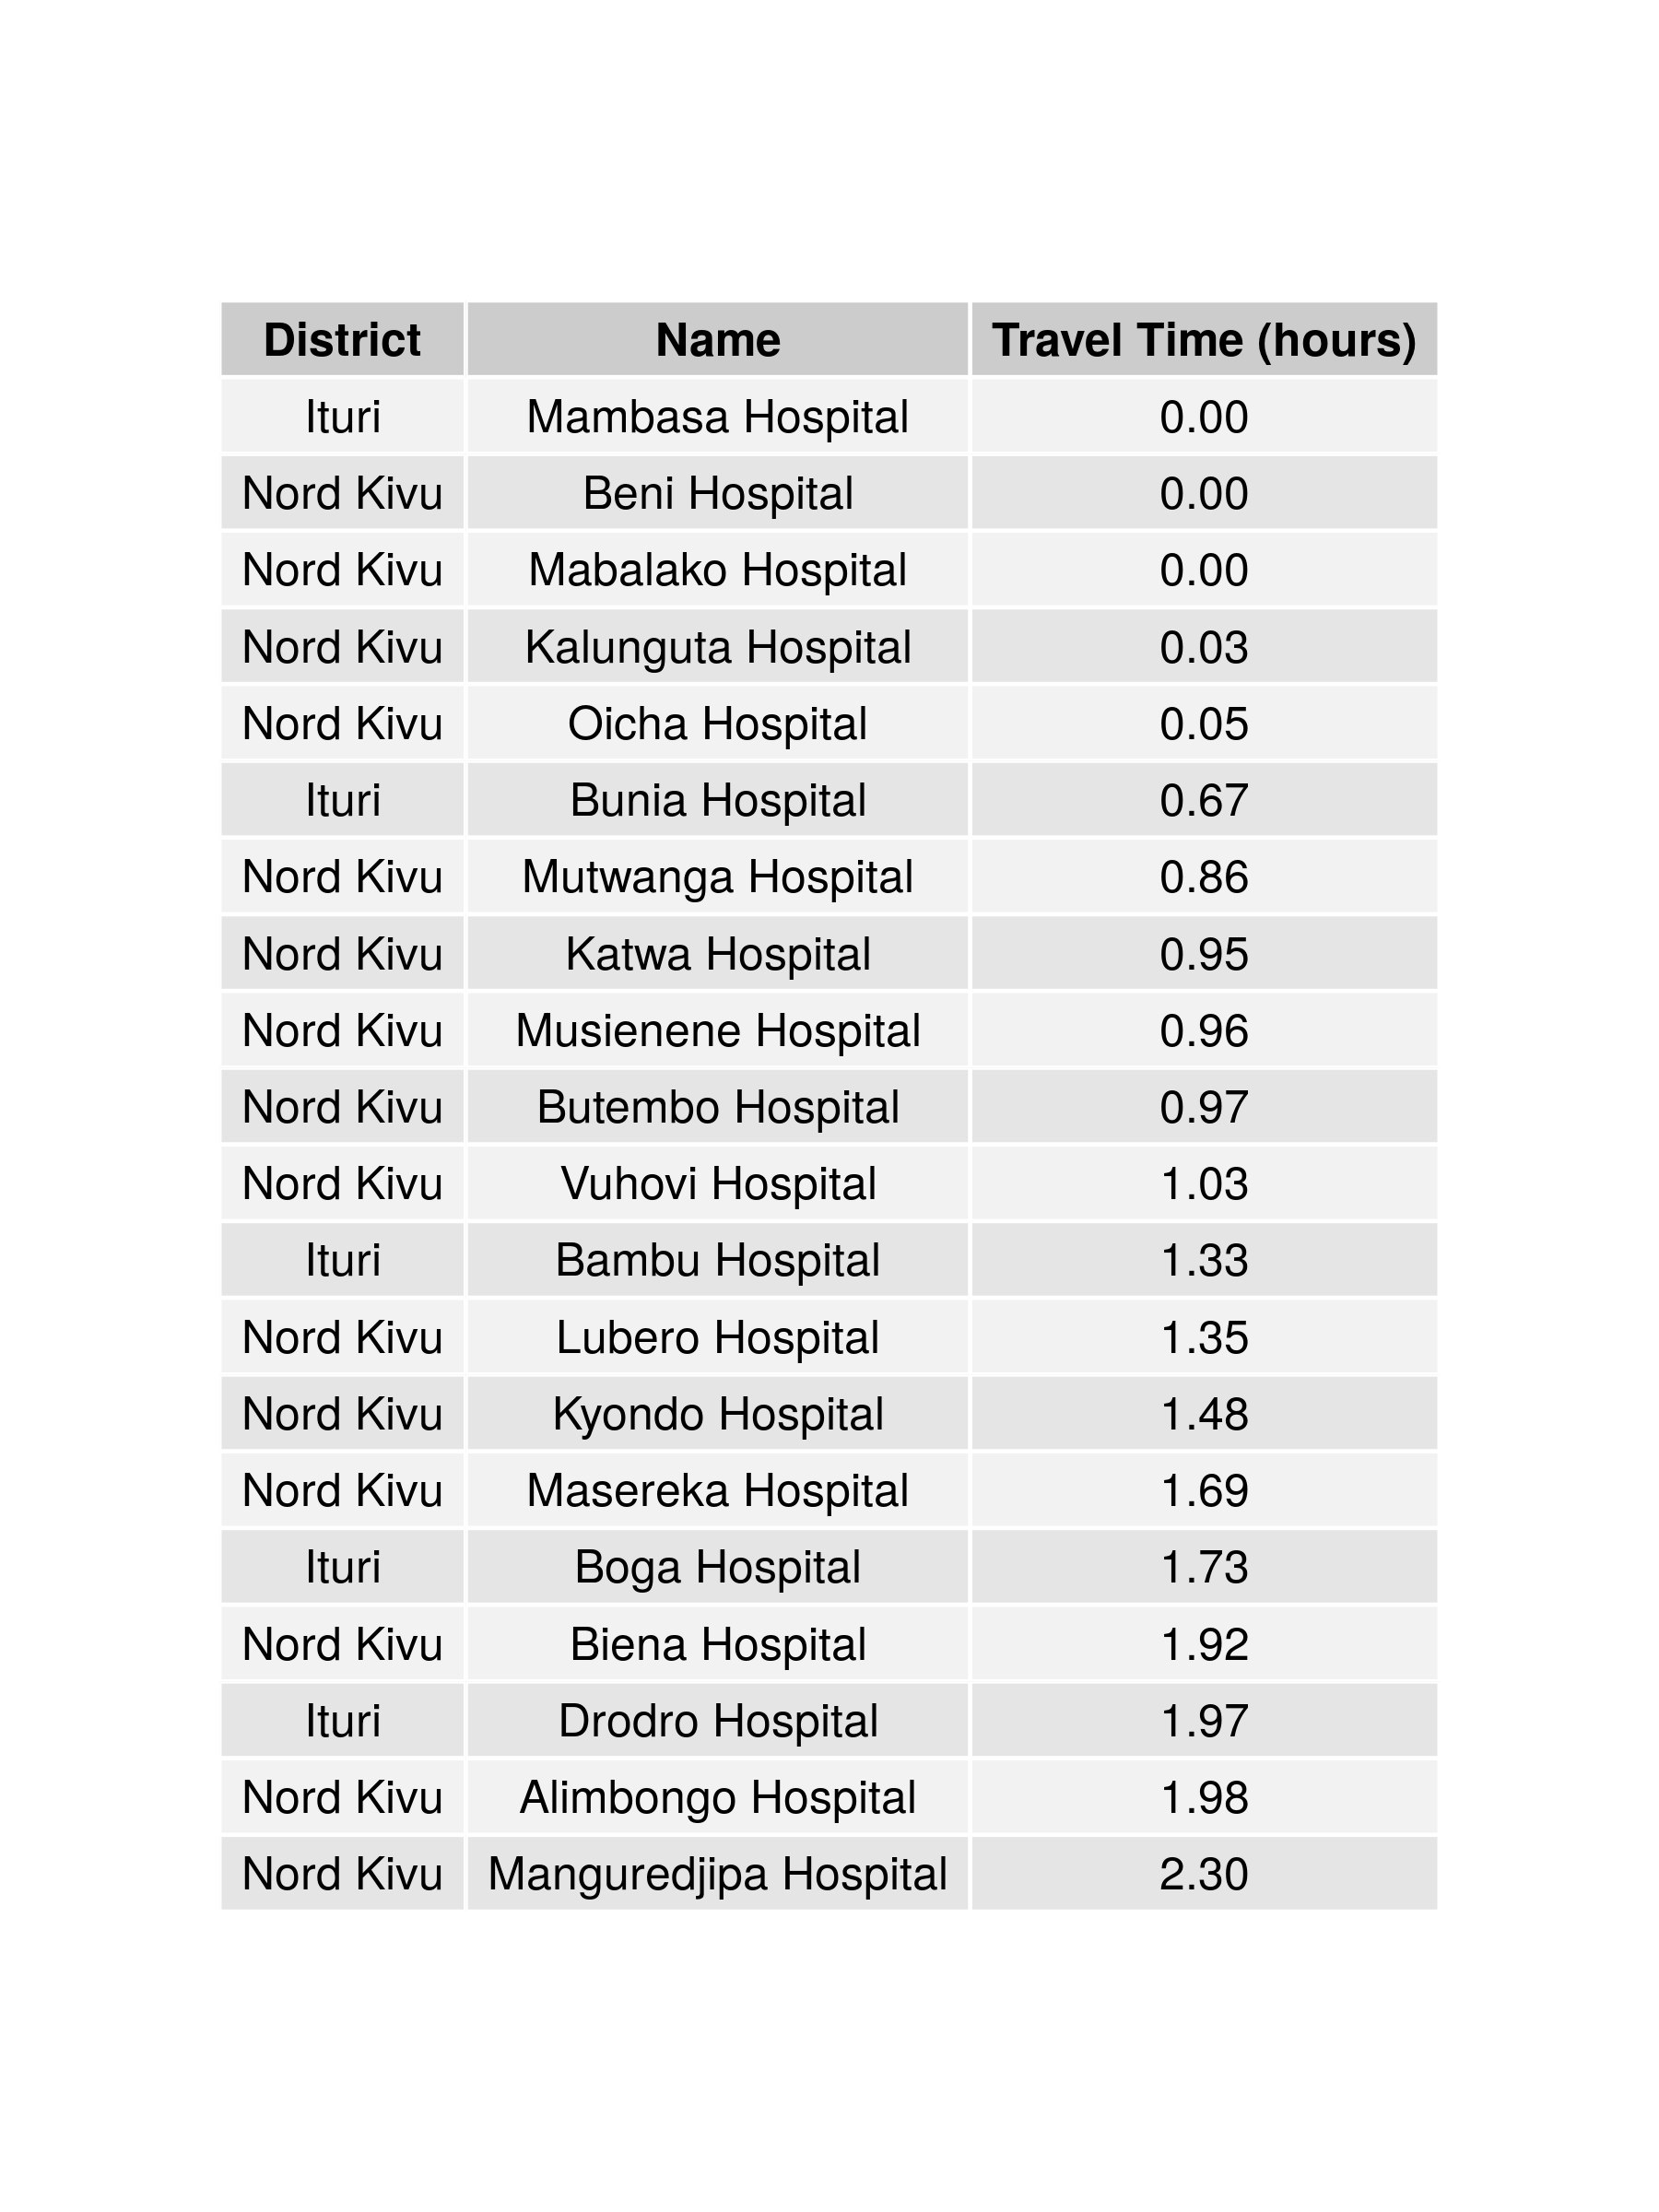 District Name Travel Time (hours)
Ituri Mambasa Hospital 0.00
Nord Kivu Beni Hospital 0.00
Nord Kivu Mabalako Hospital 0.00
Nord Kivu Kalunguta Hospital 0.03
Nord Kivu Oicha Hospital 0.05
Ituri Bunia Hospital 0.67
Nord Kivu Mutwanga Hospital 0.86
Nord Kivu Katwa Hospital 0.95
Nord Kivu Musienene Hospital 0.96
Nord Kivu Butembo Hospital 0.97
Nord Kivu Vuhovi Hospital 1.03
Ituri Bambu Hospital 1.33
Nord Kivu Lubero Hospital 1.35
Nord Kivu Kyondo Hospital 1.48
Nord Kivu Masereka Hospital 1.69
Ituri Boga Hospital 1.73
Nord Kivu Biena Hospital 1.92
Ituri Drodro Hospital 1.97
Nord Kivu Alimbongo Hospital 1.98
Nord Kivu Manguredjipa Hospital 2.30